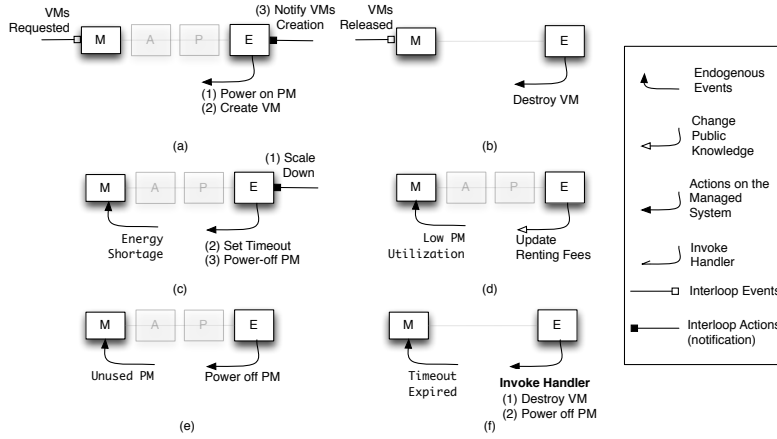 VMs
Requested
M
A
P
E
(3) Notify VMs
Creation
(1) Power on PM
(2) Create VM
(a)
VMs
Released
M
E
Destroy VM
(b)
M
A
P
E
(1) Scale
Down
Energy
Shortage
(2) Set Timeout
(3) Power-off PM
(c)
M
A
P
E
Low PM
Utilization
Update
Renting Fees
(d)
M
A
P
E
Unused PM
Power off PM
(e)
M
E
Timeout
Expired
Invoke Handler
(1) Destroy VM
(2) Power off PM
(f)
Endogenous
Events
Change
Public
Knowledge
Actions on the
Managed
System
Invoke
Handler
Interloop Events
Interloop Actions
(notification)